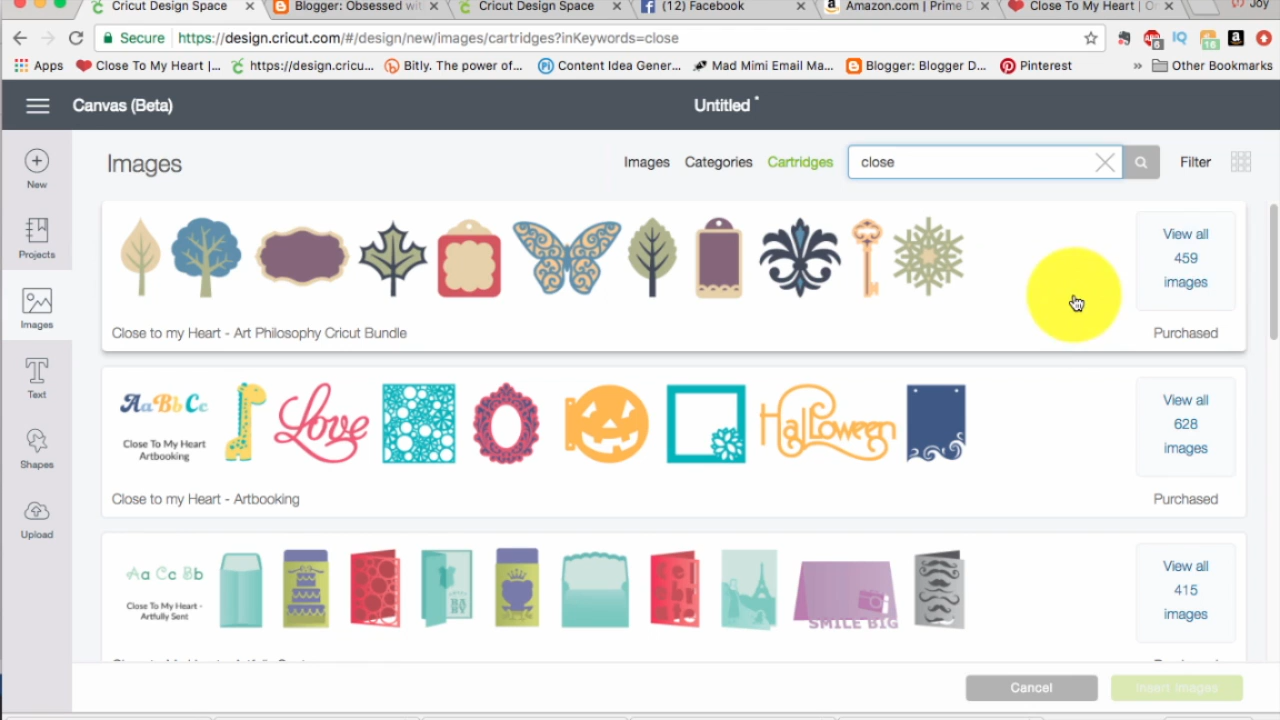 Cricut Design Space
Blogger: Obsessed with
Cricut Design Space
(12) Facebook
Amazon.com | Prime D
Close To My Heart | O
Joy
Secure https://design.cricut.com/#/design/new/images/cartridges?inKeywords=close
Apps Close To My Heart |... https://design.cricu... Bitly. The power of... Content Idea Gener... Mad Mimi Email Ma... Blogger: Blogger D... Pinterest » Other Bookmarks
Canvas (Beta)
Untitled *
New
Projects
Images
Text
Shapes
Upload
Images
Images Categories Cartridges close Filter
View all
459
images
Close to my Heart - Art Philosophy Cricut Bundle
Purchased
Aa Bb Cc
Close To My Heart
Artbooking
Love
Halloween
View all
628
images
Close to my Heart - Artbooking
Purchased
Aa Cc Bb
Close To My Heart -
Artfully Sent
SMILE BIG
View all
415
images
Cancel
Insert Images